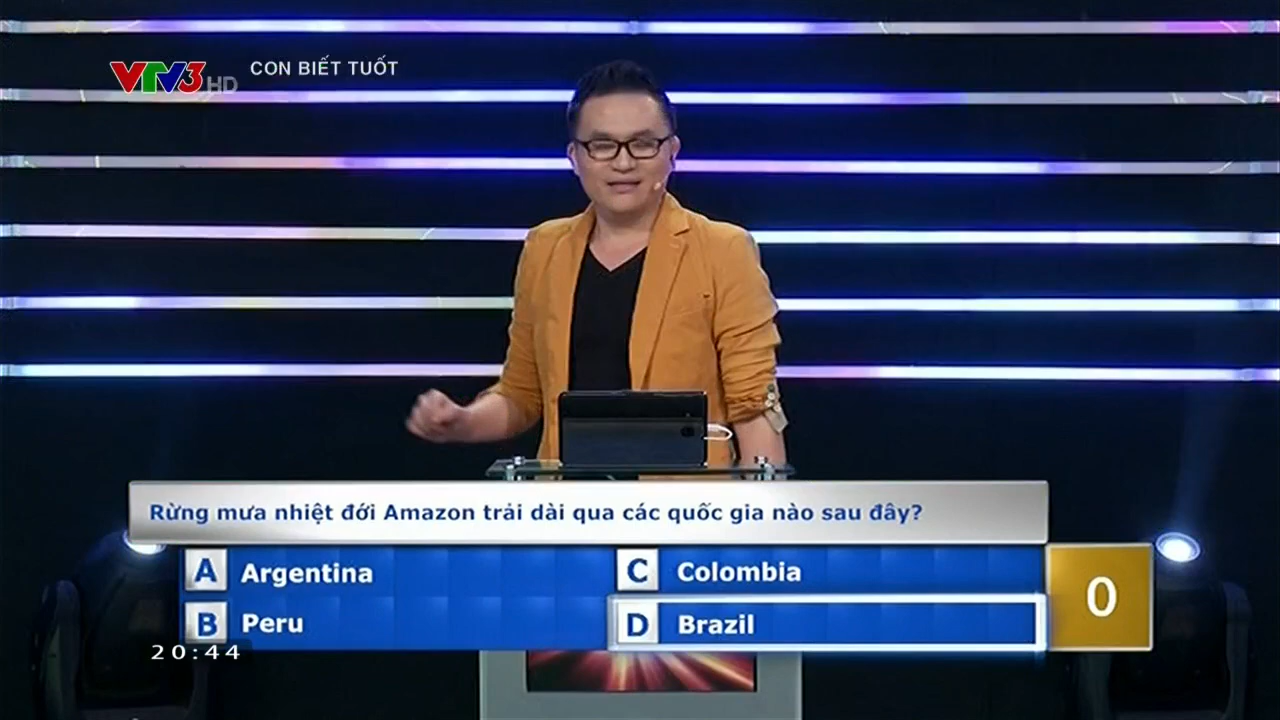 VTV3 HD
CON BIẾT TUỐT
Rừng mưa nhiệt đới Amazon trải dài qua các quốc gia nào sau đây?
A Argentina
C Colombia
B Peru
D Brazil
0
20:44